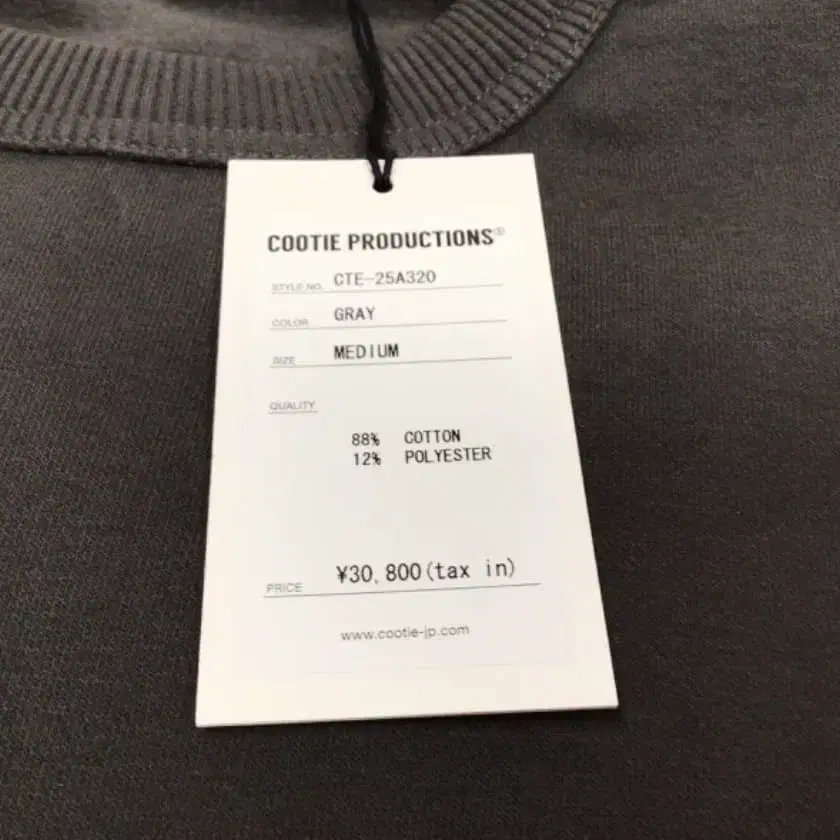 COOTIE PRODUCTIONS®
STYLE NO. CTE-25A320
COLOR GRAY
SIZE MEDIUM
QUALITY
88% COTTON
12% POLYESTER
PRICE ¥30,800(tax in)
www.cootie-jp.com